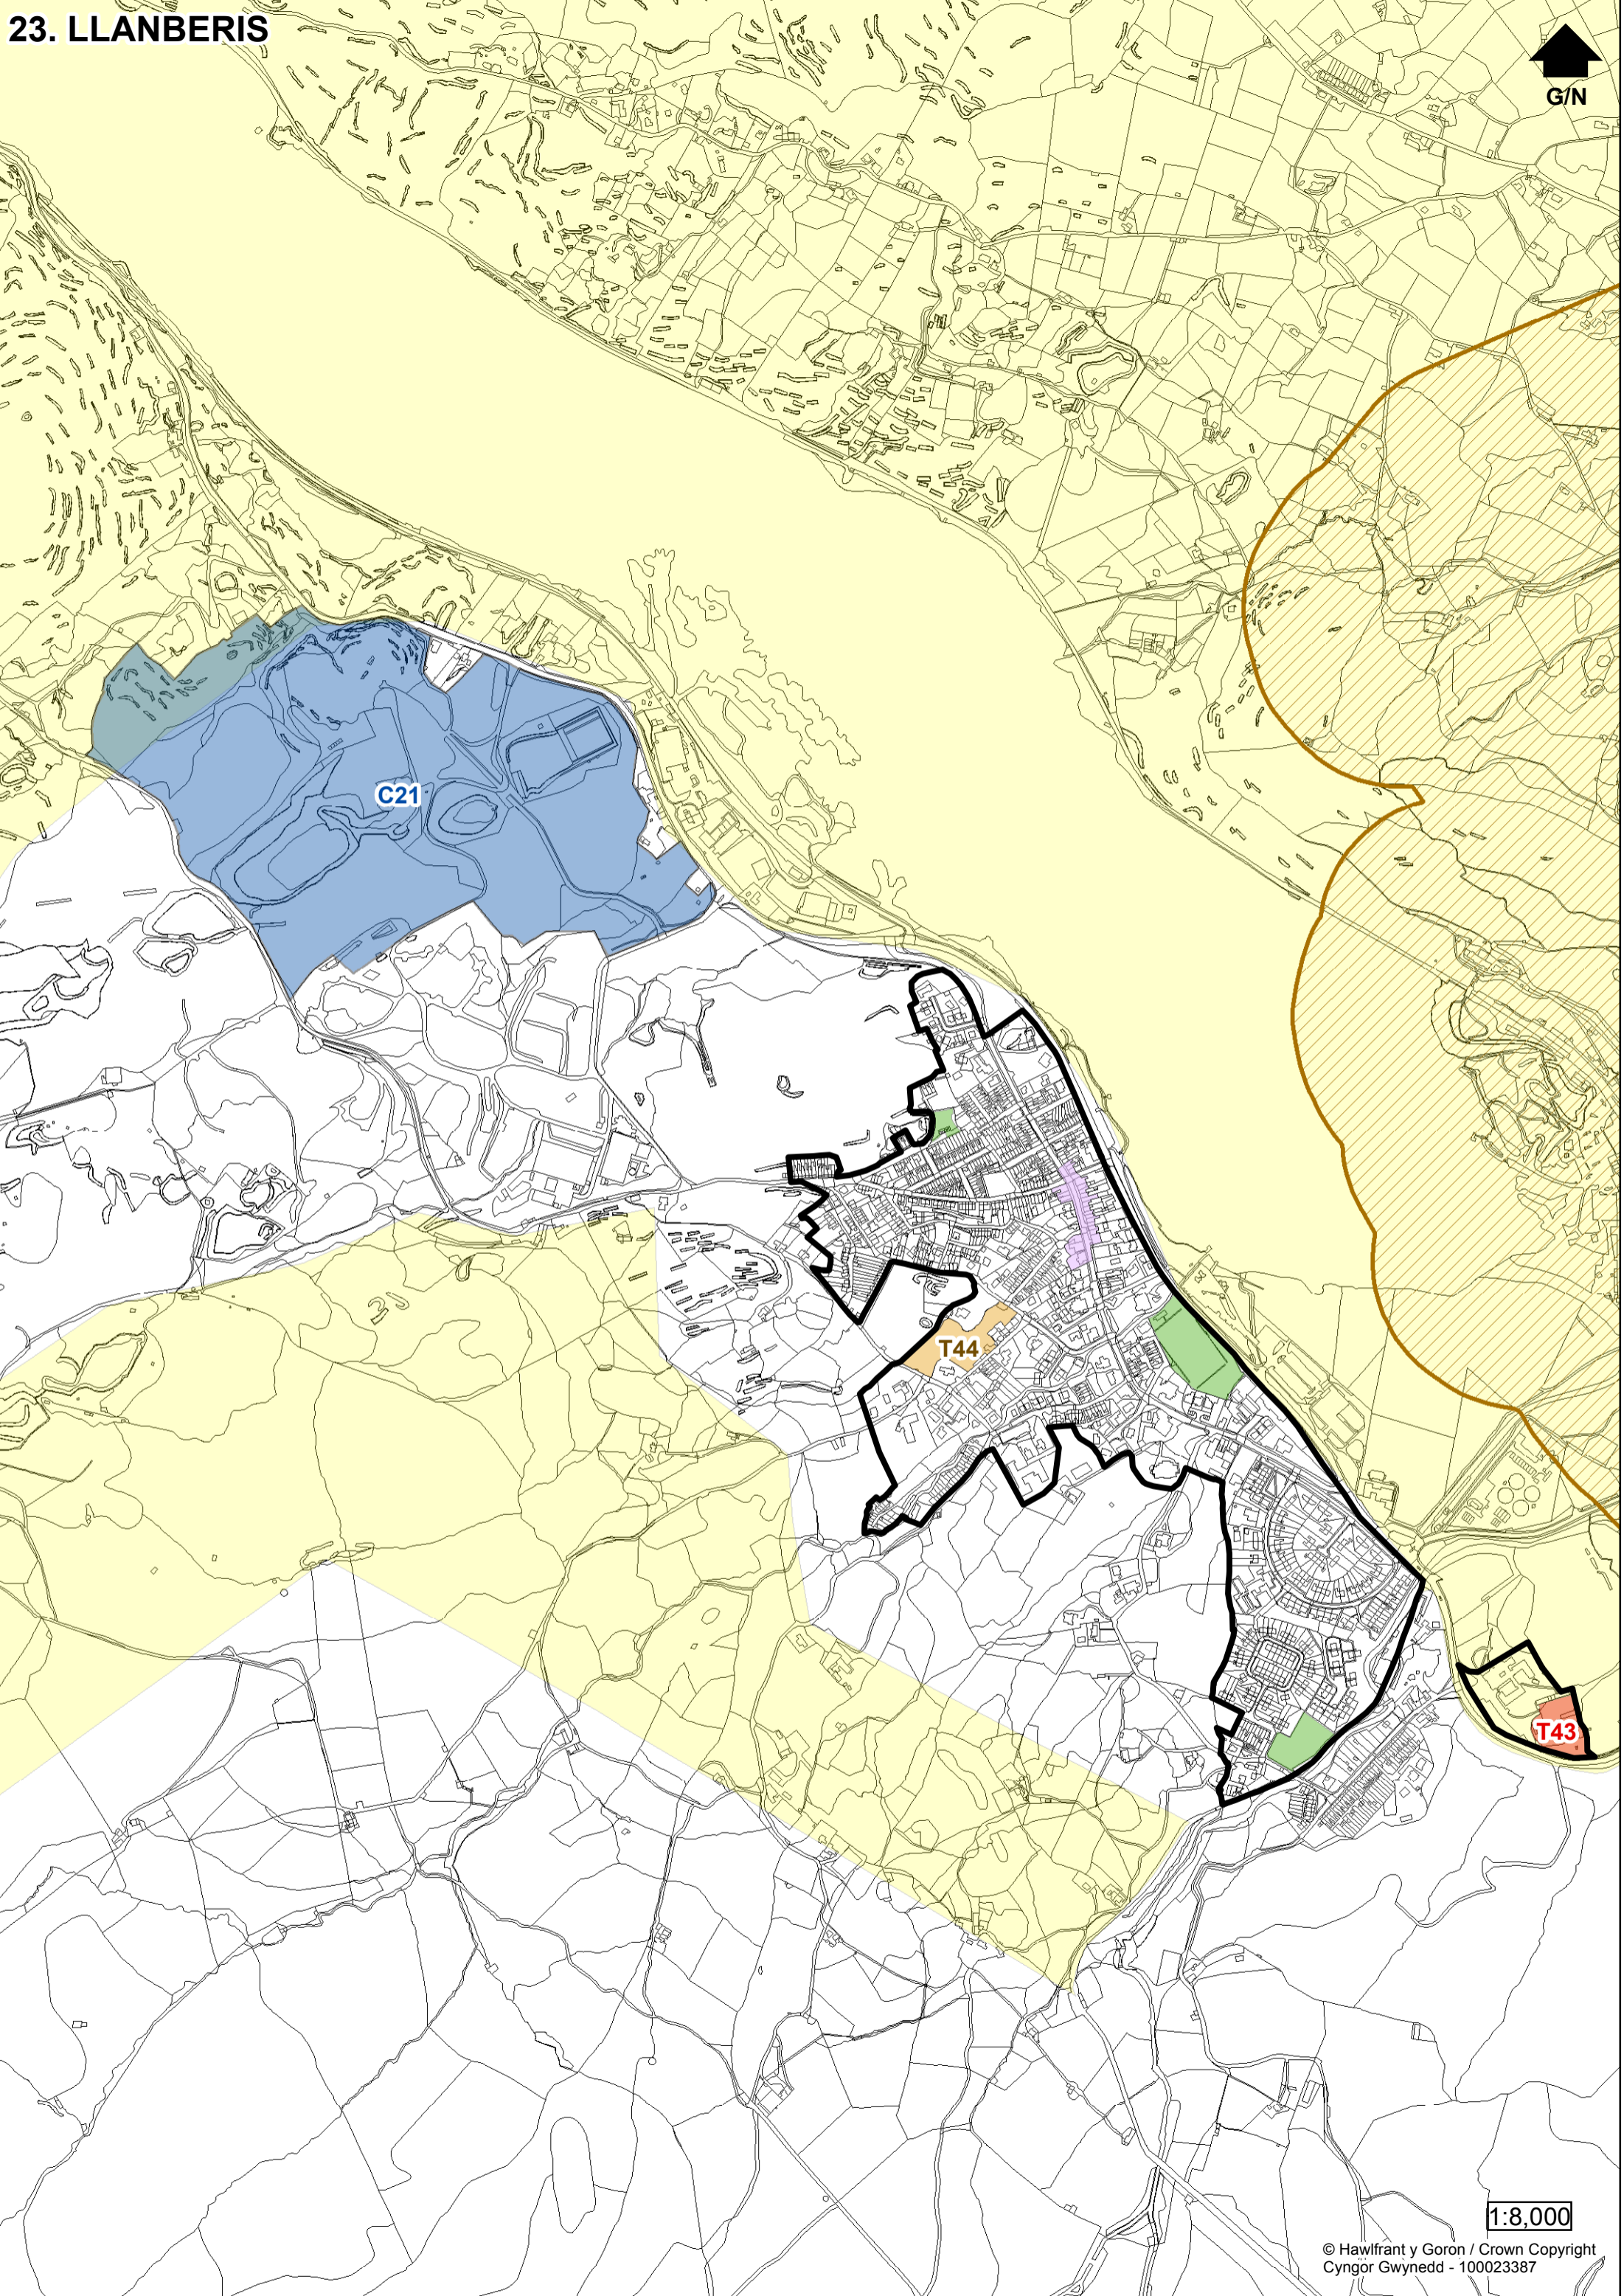 23. LLANBERIS
G/N
C21
T44
T43
1:8,000
© Hawlfraint y Goron / Crown Copyright
Cyngor Gwynedd - 100023387